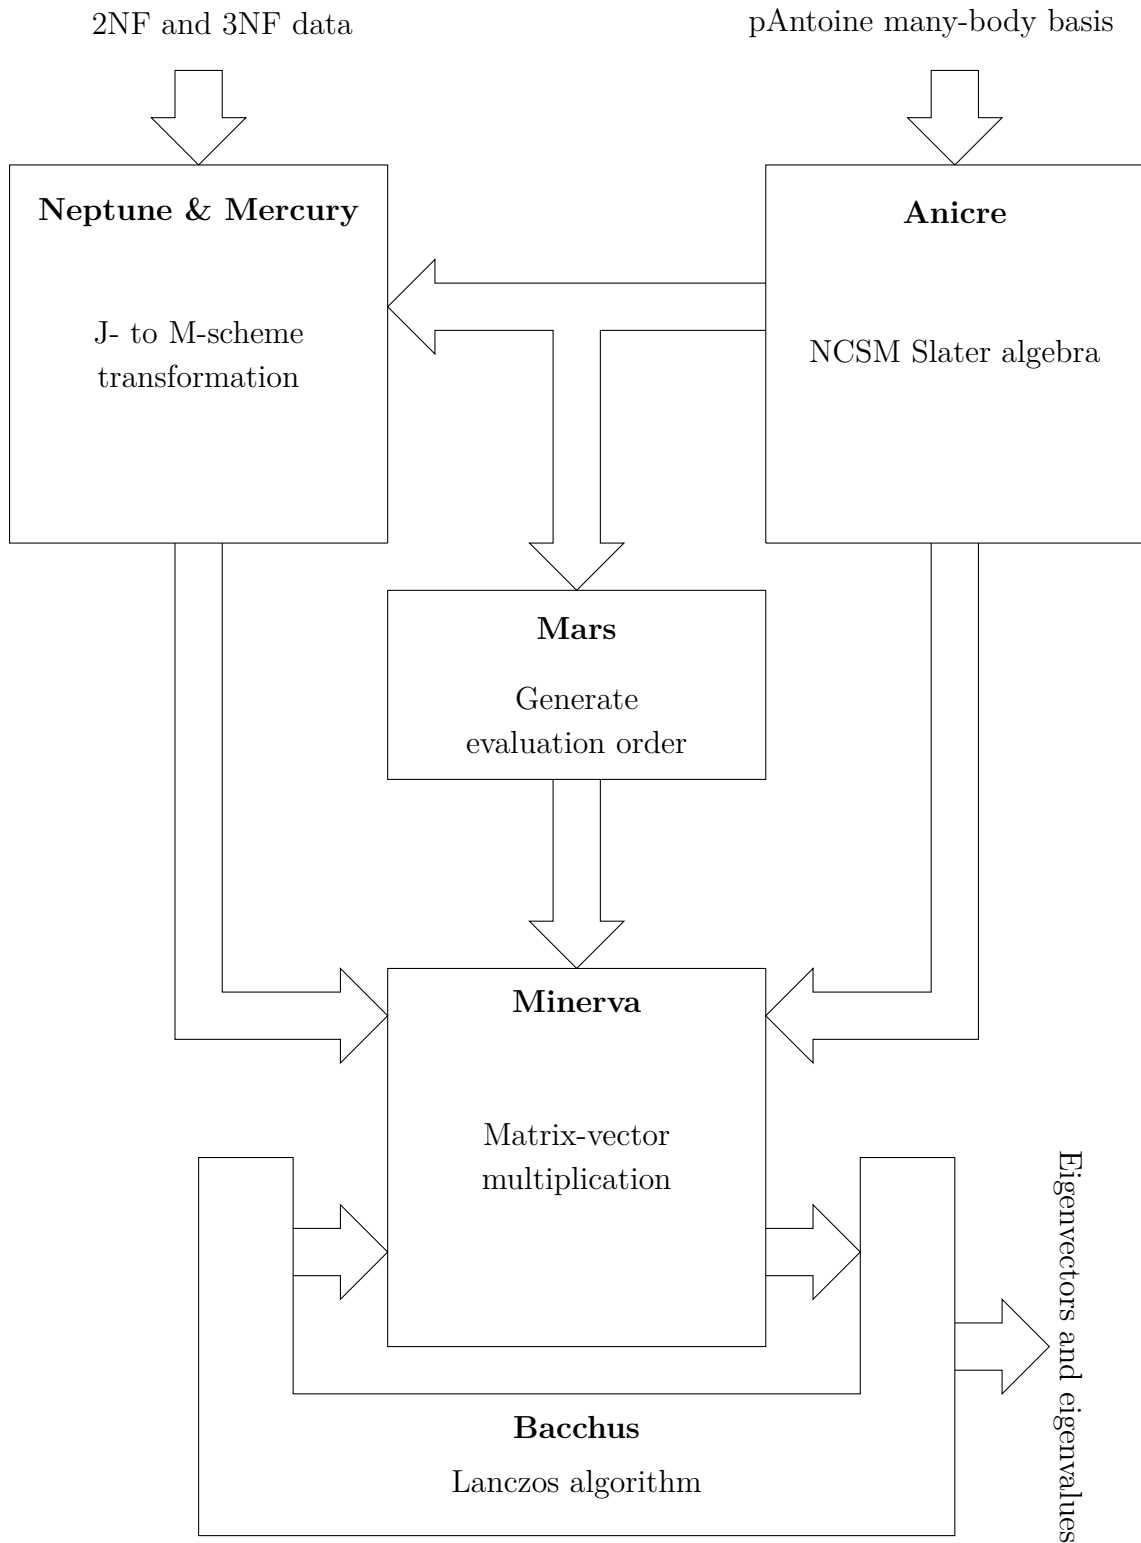 2NF and 3NF data
pAntoine many-body basis
Neptune & Mercury
J- to M-scheme
transformation
Anicre
NCSM Slater algebra
Mars
Generate
evaluation order
Minerva
Matrix-vector
multiplication
Bacchus
Lanczos algorithm
Eigenvectors and eigenvalues